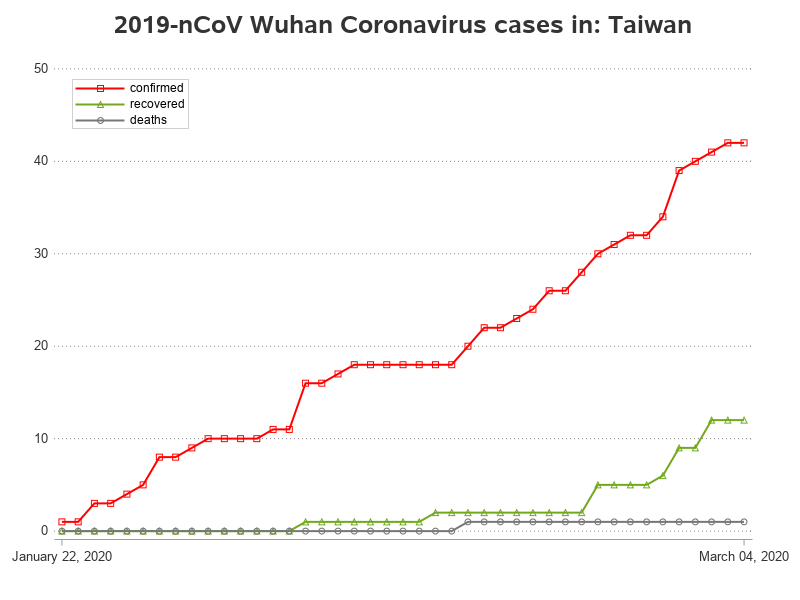 2019-nCoV Wuhan Coronavirus cases in: Taiwan
50
confirmed
recovered
deaths
40
30
20
10
0
January 22, 2020
March 04, 2020